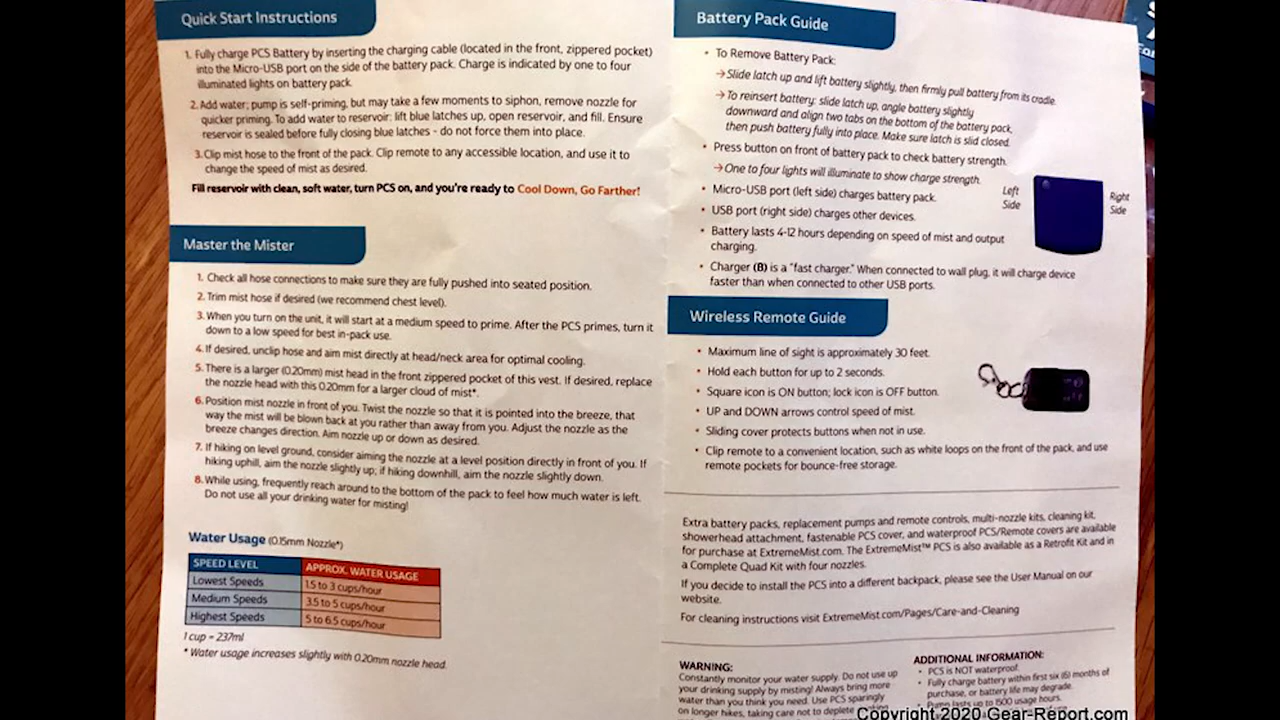 Quick Start Instructions
1. Fully charge PCS Battery by inserting the charging cable (located in the front, zippered pocket)
into the Micro-USB port on the side of the battery pack. Charge is indicated by one to four
illuminated lights on battery pack.
2. Add water; pump is self-priming, but may take a few moments to siphon, remove nozzle for
quicker priming. To add water to reservoir: lift blue latches up, open reservoir, and fill. Ensure
reservoir is sealed before fully closing blue latches - do not force them into place.
3. Clip mist hose to the front of the pack. Clip remote to any accessible location, and use it to
change the speed of mist as desired.
Fill reservoir with clean, soft water, turn PCS on, and you're ready to Cool Down, Go Farther!
Master the Mister
1. Check all hose connections to make sure they are fully pushed into seated position.
2. Trim mist hose if desired (we recommend chest level).
3. When you turn on the unit, it will start at a medium speed to prime. After the PCS primes, turn it
down to a low speed for best in-pack use.
4. If desired, unclip hose and aim mist directly at head/neck area for optimal cooling.
5. There is a larger (0.20mm) mist head in the front zippered pocket of this vest. If desired, replace
the nozzle head with this 0.20mm for a larger cloud of mist*.
6. Position mist nozzle in front of you. Twist the nozzle so that it is pointed into the breeze, that
way the mist will be blown back at you rather than away from you. Adjust the nozzle as the
breeze changes direction. Aim nozzle up or down as desired.
7. If hiking on level ground, consider aiming the nozzle at a level position directly in front of you. If
hiking uphill, aim the nozzle slightly up; if hiking downhill, aim the nozzle slightly down.
8. While using, frequently reach around to the bottom of the pack to feel how much water is left.
Do not use all your drinking water for misting!
Water Usage (0.15mm Nozzle*)
SPEED LEVEL APPROX. WATER USAGE
Lowest Speeds 1.5 to 3 cups/hour
Medium Speeds 3.5 to 5 cups/hour
Highest Speeds 5 to 6.5 cups/hour
1 cup = 237ml
* Water usage increases slightly with 0.20mm nozzle head.
Battery Pack Guide
• To Remove Battery Pack:
→ Slide latch up and lift battery slightly, then firmly pull battery from its cradle.
→ To reinsert battery: slide latch up, angle battery slightly
downward and align two tabs on the bottom of the battery pack,
then push battery fully into place. Make sure latch is slid closed.
• Press button on front of battery pack to check battery strength.
→ One to four lights will illuminate to show charge strength.
• Micro-USB port (left side) charges battery pack.
• USB port (right side) charges other devices.
• Battery lasts 4-12 hours depending on speed of mist and output
charging.
• Charger (B) is a "fast charger." When connected to wall plug, it will charge device
faster than when connected to other USB ports.
Left
Side
Right
Side
Wireless Remote Guide
• Maximum line of sight is approximately 30 feet.
• Hold each button for up to 2 seconds.
• Square icon is ON button; lock icon is OFF button.
• UP and DOWN arrows control speed of mist.
• Sliding cover protects buttons when not in use.
• Clip remote to a convenient location, such as white loops on the front of the pack, and use
remote pockets for bounce-free storage.
Extra battery packs, replacement pumps and remote controls, multi-nozzle kits, cleaning kit,
showerhead attachment, fastenable PCS cover, and waterproof PCS/Remote covers are available
for purchase at ExtremeMist.com. The ExtremeMist™ PCS is also available as a Retrofit Kit and in
a Complete Quad Kit with four nozzles.
If you decide to install the PCS into a different backpack, please see the User Manual on our
website.
For cleaning instructions visit ExtremeMist.com/Pages/Care-and-Cleaning
WARNING:
Constantly monitor your water supply. Do not use up
your drinking supply by misting! Always bring more
water than you think you need. Use PCS sparingly
on longer hikes, taking care not to deplete
ADDITIONAL INFORMATION:
• PCS is NOT waterproof.
• Fully charge battery within first six (6) months of
purchase, or battery life may degrade.
• Pump lasts up to 1500 usage hours.
Copyright 2020 Gear-Report.com